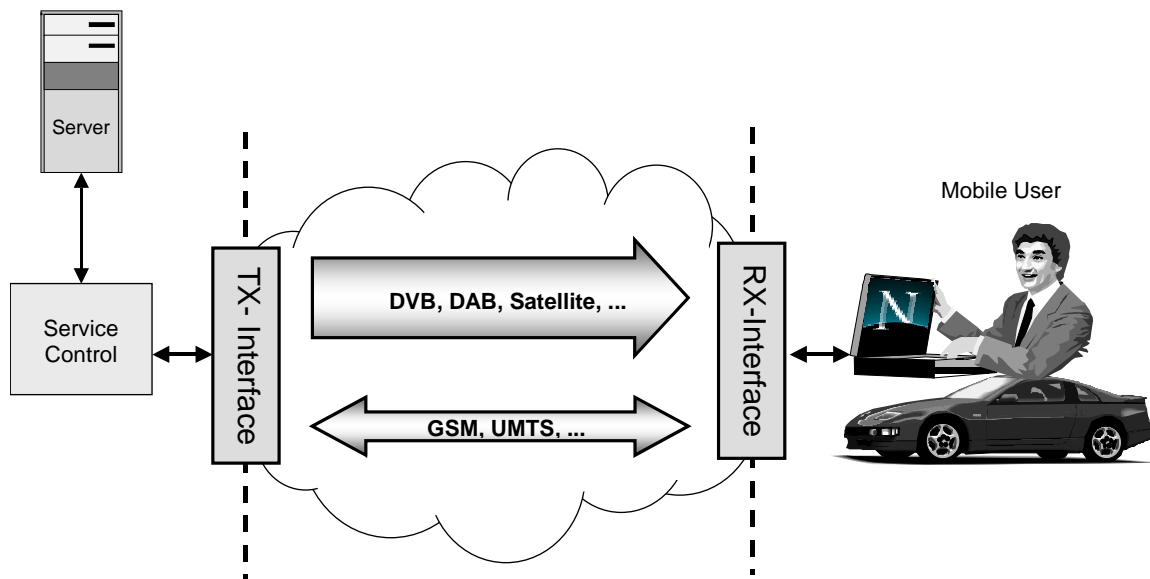 Server
Mobile User
Service
Control
TX- Interface
RX-Interface
DVB, DAB, Satellite, ...
GSM, UMTS, ...
N